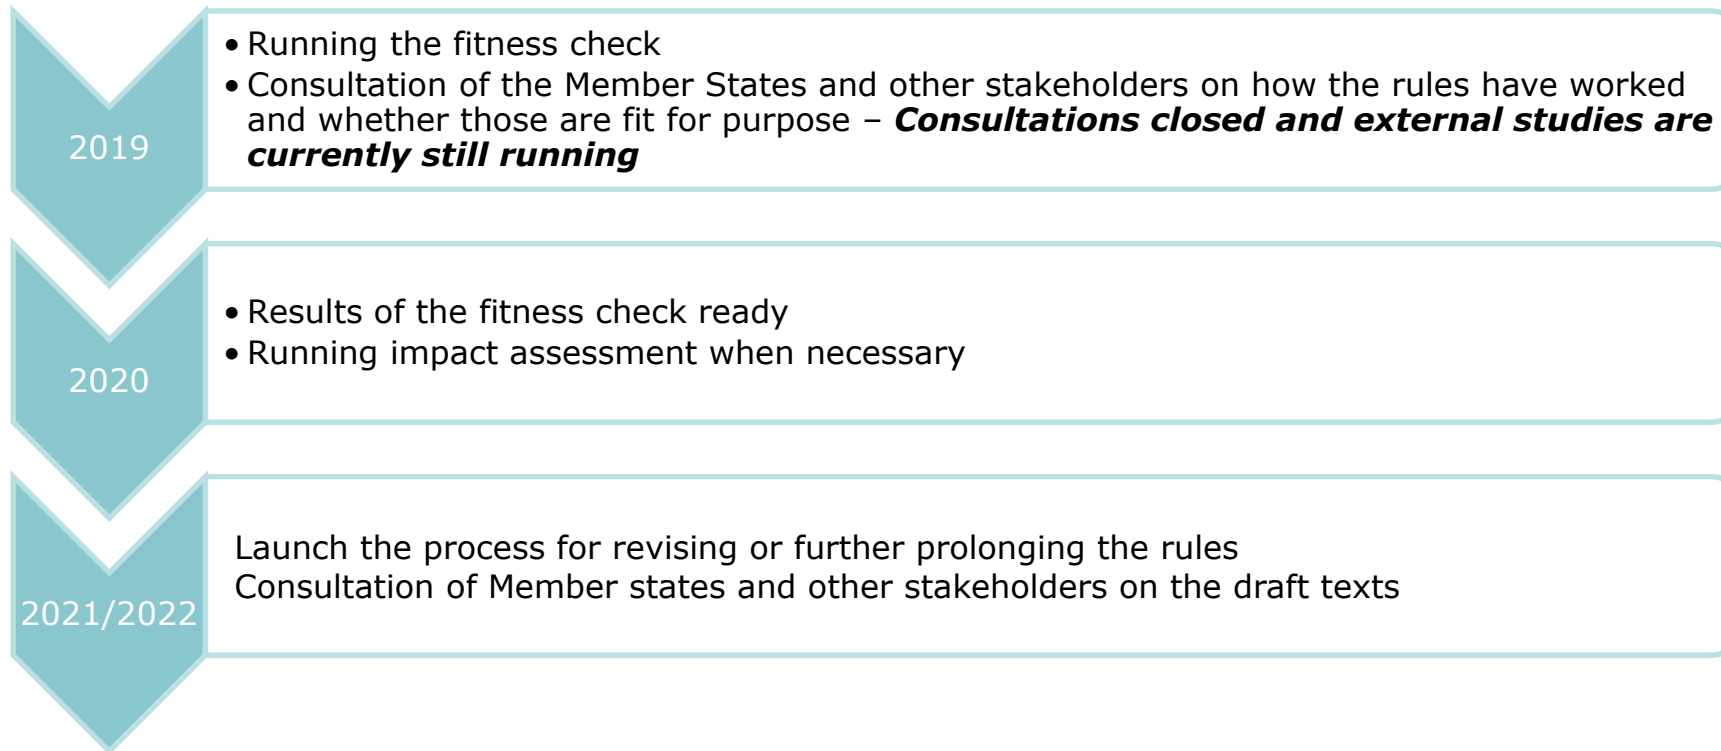 2019
• Running the fitness check
• Consultation of the Member States and other stakeholders on how the rules have worked
and whether those are fit for purpose – Consultations closed and external studies are
currently still running
2020
• Results of the fitness check ready
• Running impact assessment when necessary
2021/2022
Launch the process for revising or further prolonging the rules
Consultation of Member states and other stakeholders on the draft texts